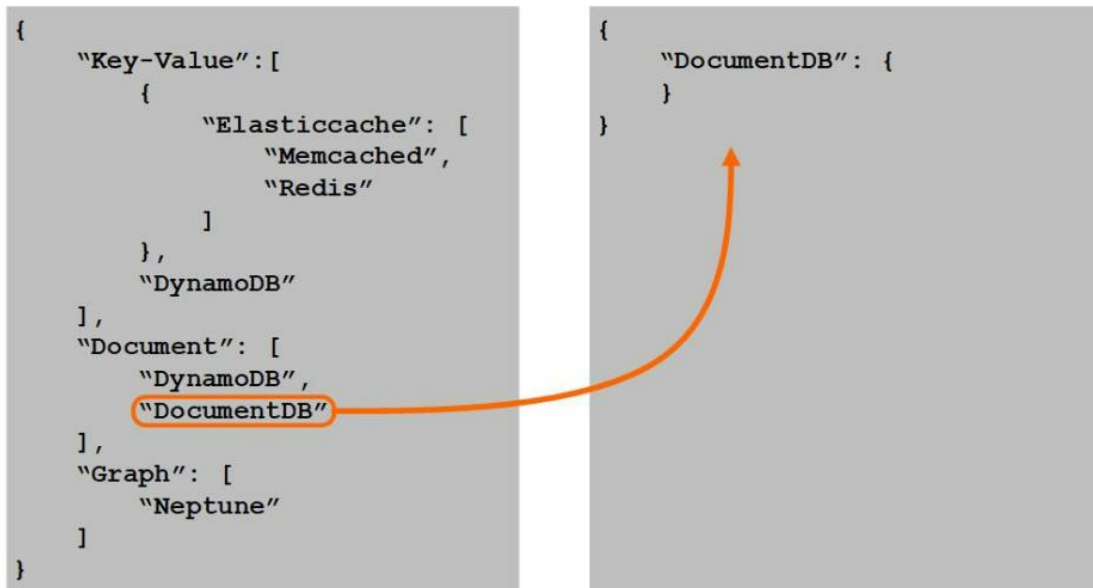 {
“Key-Value”:[
{
“Elasticcache”: [
“Memcached”,
“Redis”
]
},
“DynamoDB”
],
“Document”: [
“DynamoDB”,
“DocumentDB”
],
“Graph”: [
“Neptune”
]
}
{
“DocumentDB”: {
}
}